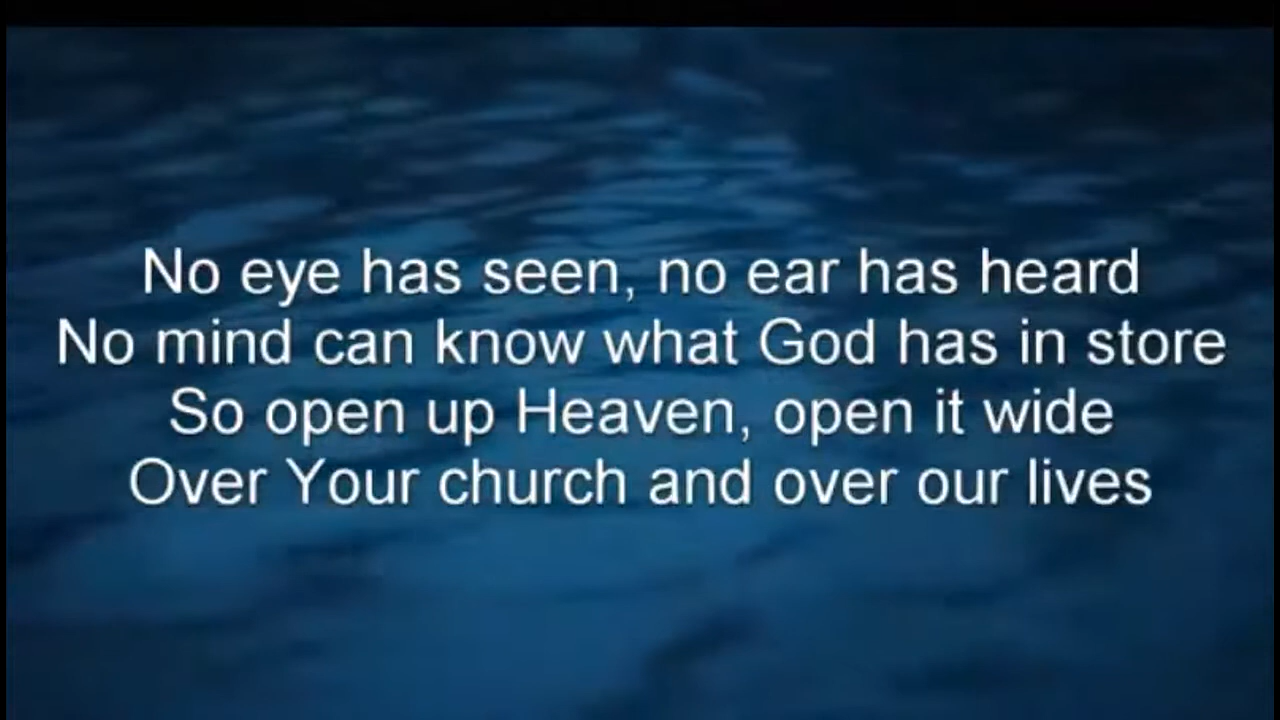 No eye has seen, no ear has heard
No mind can know what God has in store
So open up Heaven, open it wide
Over Your church and over our lives